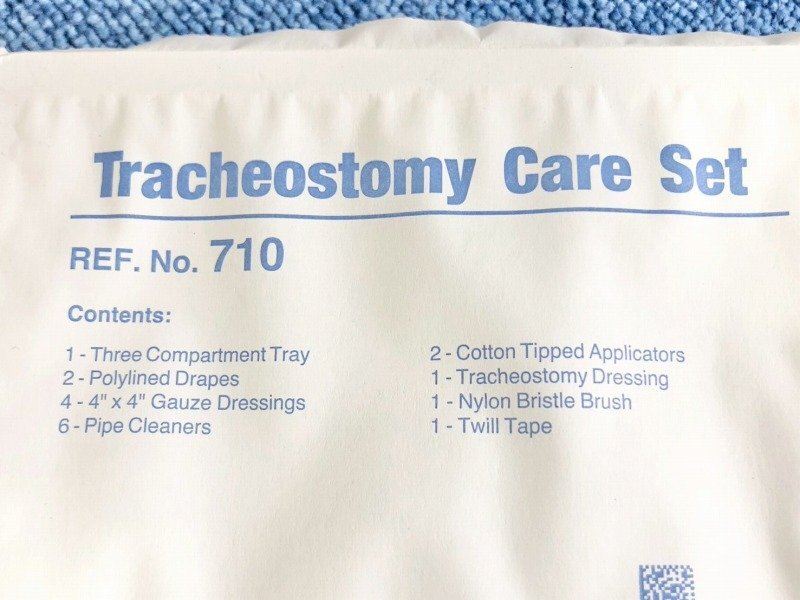 Tracheostomy Care Set
REF. No. 710
Contents:
1 - Three Compartment Tray
2 - Polylined Drapes
4 - 4" x 4" Gauze Dressings
6 - Pipe Cleaners
2 - Cotton Tipped Applicators
1 - Tracheostomy Dressing
1 - Nylon Bristle Brush
1 - Twill Tape